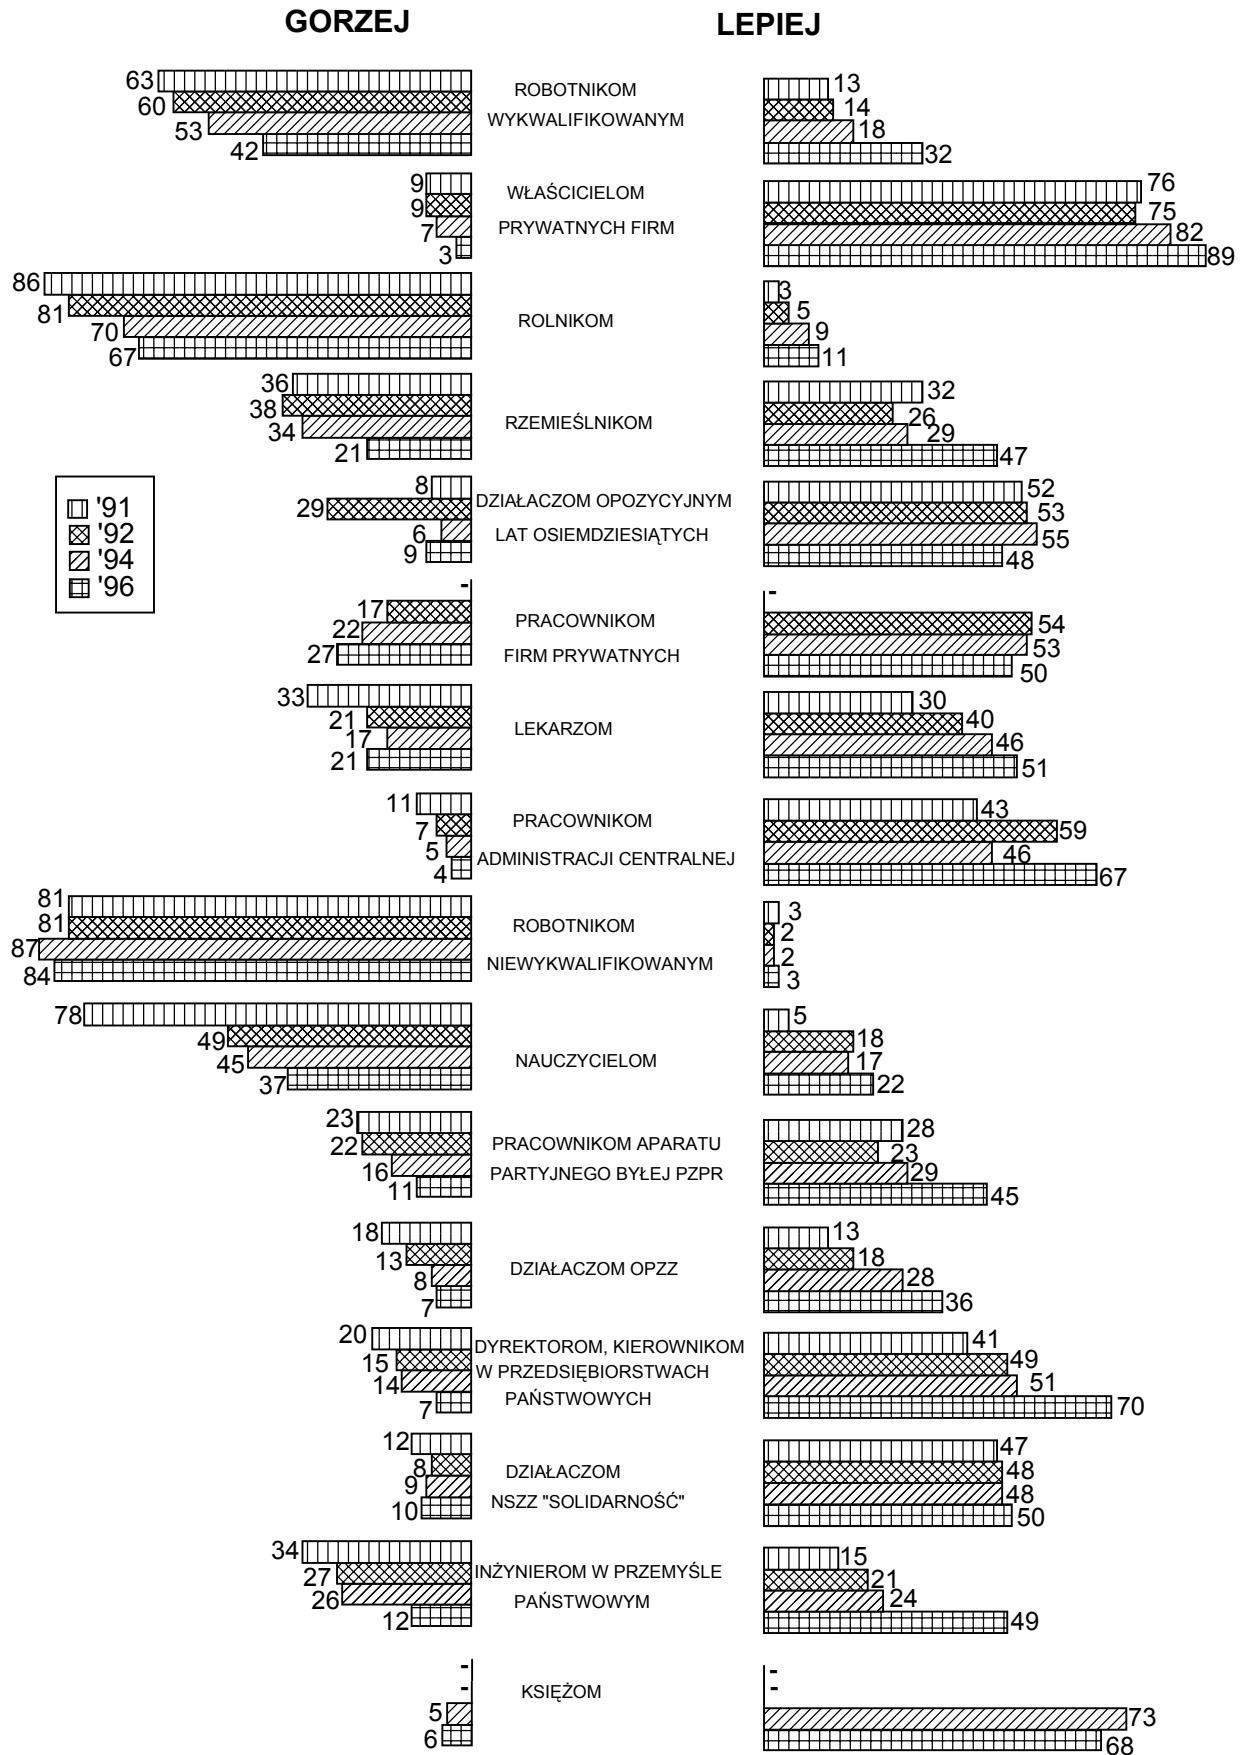 GORZEJ LEPIEJ
63 ROBOTNIKOM 13
60 WYKWALIFIKOWANYM 14
53 18
42 32
9 WŁAŚCICIELOM 76
9 PRYWATNYCH FIRM 75
7 82
3 89
86 3
81 ROLNIKOM 5
70 9
67 11
36 32
38 RZEMIEŚLNIKOM 26
34 29
21 47
'91
'92
'94
'96
8 DZIAŁACZOM OPOZYCYJNYM 52
29 LAT OSIEMDZIESIĄTYCH 53
6 55
9 48
- -
17 PRACOWNIKOM 54
22 FIRM PRYWATNYCH 53
27 50
33 30
21 LEKARZOM 40
17 46
21 51
11 PRACOWNIKOM 43
7 ADMINISTRACJI CENTRALNEJ 59
5 46
4 67
81 3
81 ROBOTNIKOM 2
87 NIEWYKWALIFIKOWANYM 2
84 3
78 5
49 NAUCZYCIELOM 18
45 17
37 22
23 PRACOWNIKOM APARATU 28
22 PARTYJNEGO BYŁEJ PZPR 23
16 29
11 45
18 13
13 DZIAŁACZOM OPZZ 18
8 28
7 36
20 DYREKTOROM, KIEROWNIKOM 41
15 W PRZEDSIĘBIORSTWACH 49
14 PAŃSTWOWYCH 51
7 70
12 47
8 DZIAŁACZOM 48
9 NSZZ "SOLIDARNOŚĆ" 48
10 50
34 INŻYNIEROM W PRZEMYŚLE 15
27 PAŃSTWOWYM 21
26 24
12 49
- -
- KSIĘŻOM -
5 73
6 68